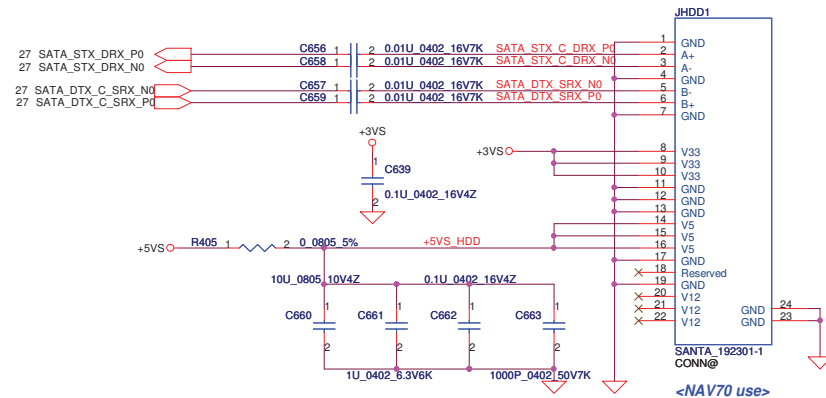 JHDD1
27 SATA_STX_DRX_P0 C656 1 2 0.01U_0402_16V7K SATA_STX_C_DRX_P0
27 SATA_STX_DRX_N0 C658 1 2 0.01U_0402_16V7K SATA_STX_C_DRX_N0
27 SATA_DTX_C_SRX_N0 C657 1 2 0.01U_0402_16V7K SATA_DTX_SRX_N0
27 SATA_DTX_C_SRX_P0 C659 1 2 0.01U_0402_16V7K SATA_DTX_SRX_P0
1 GND
2 A+
3 A-
4 GND
5 B-
6 B+
7 GND
+3VS
1
C639
0.1U_0402_16V4Z
2
+3VS
8 V33
9 V33
10 V33
11 GND
12 GND
13 GND
14 V5
15 V5
16 V5
17 GND
18 Reserved
19 GND
20 V12
21 V12
22 V12
GND 24
GND 23
+5VS R405 1 2 0_0805_5% +5VS_HDD
10U_0805_10V4Z 0.1U_0402_16V4Z
1 1 1 1
C660 C661 C662 C663
2 2 2 2
1U_0402_6.3V6K 1000P_0402_50V7K
SANTA_192301-1
CONN@
<NAV70 use>